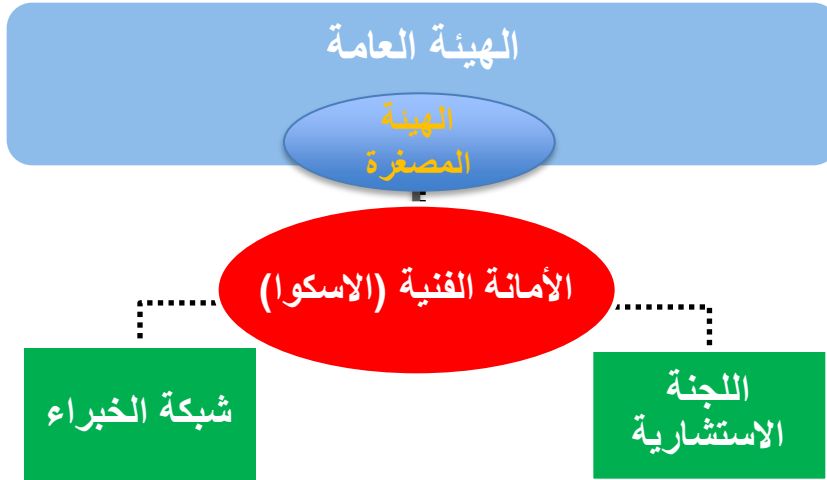 الهيئة العامة
الهيئة
المصغرة
الأمانة الفنية (الاسكوا)
اللجنة
الاستشارية
شبكة الخبراء